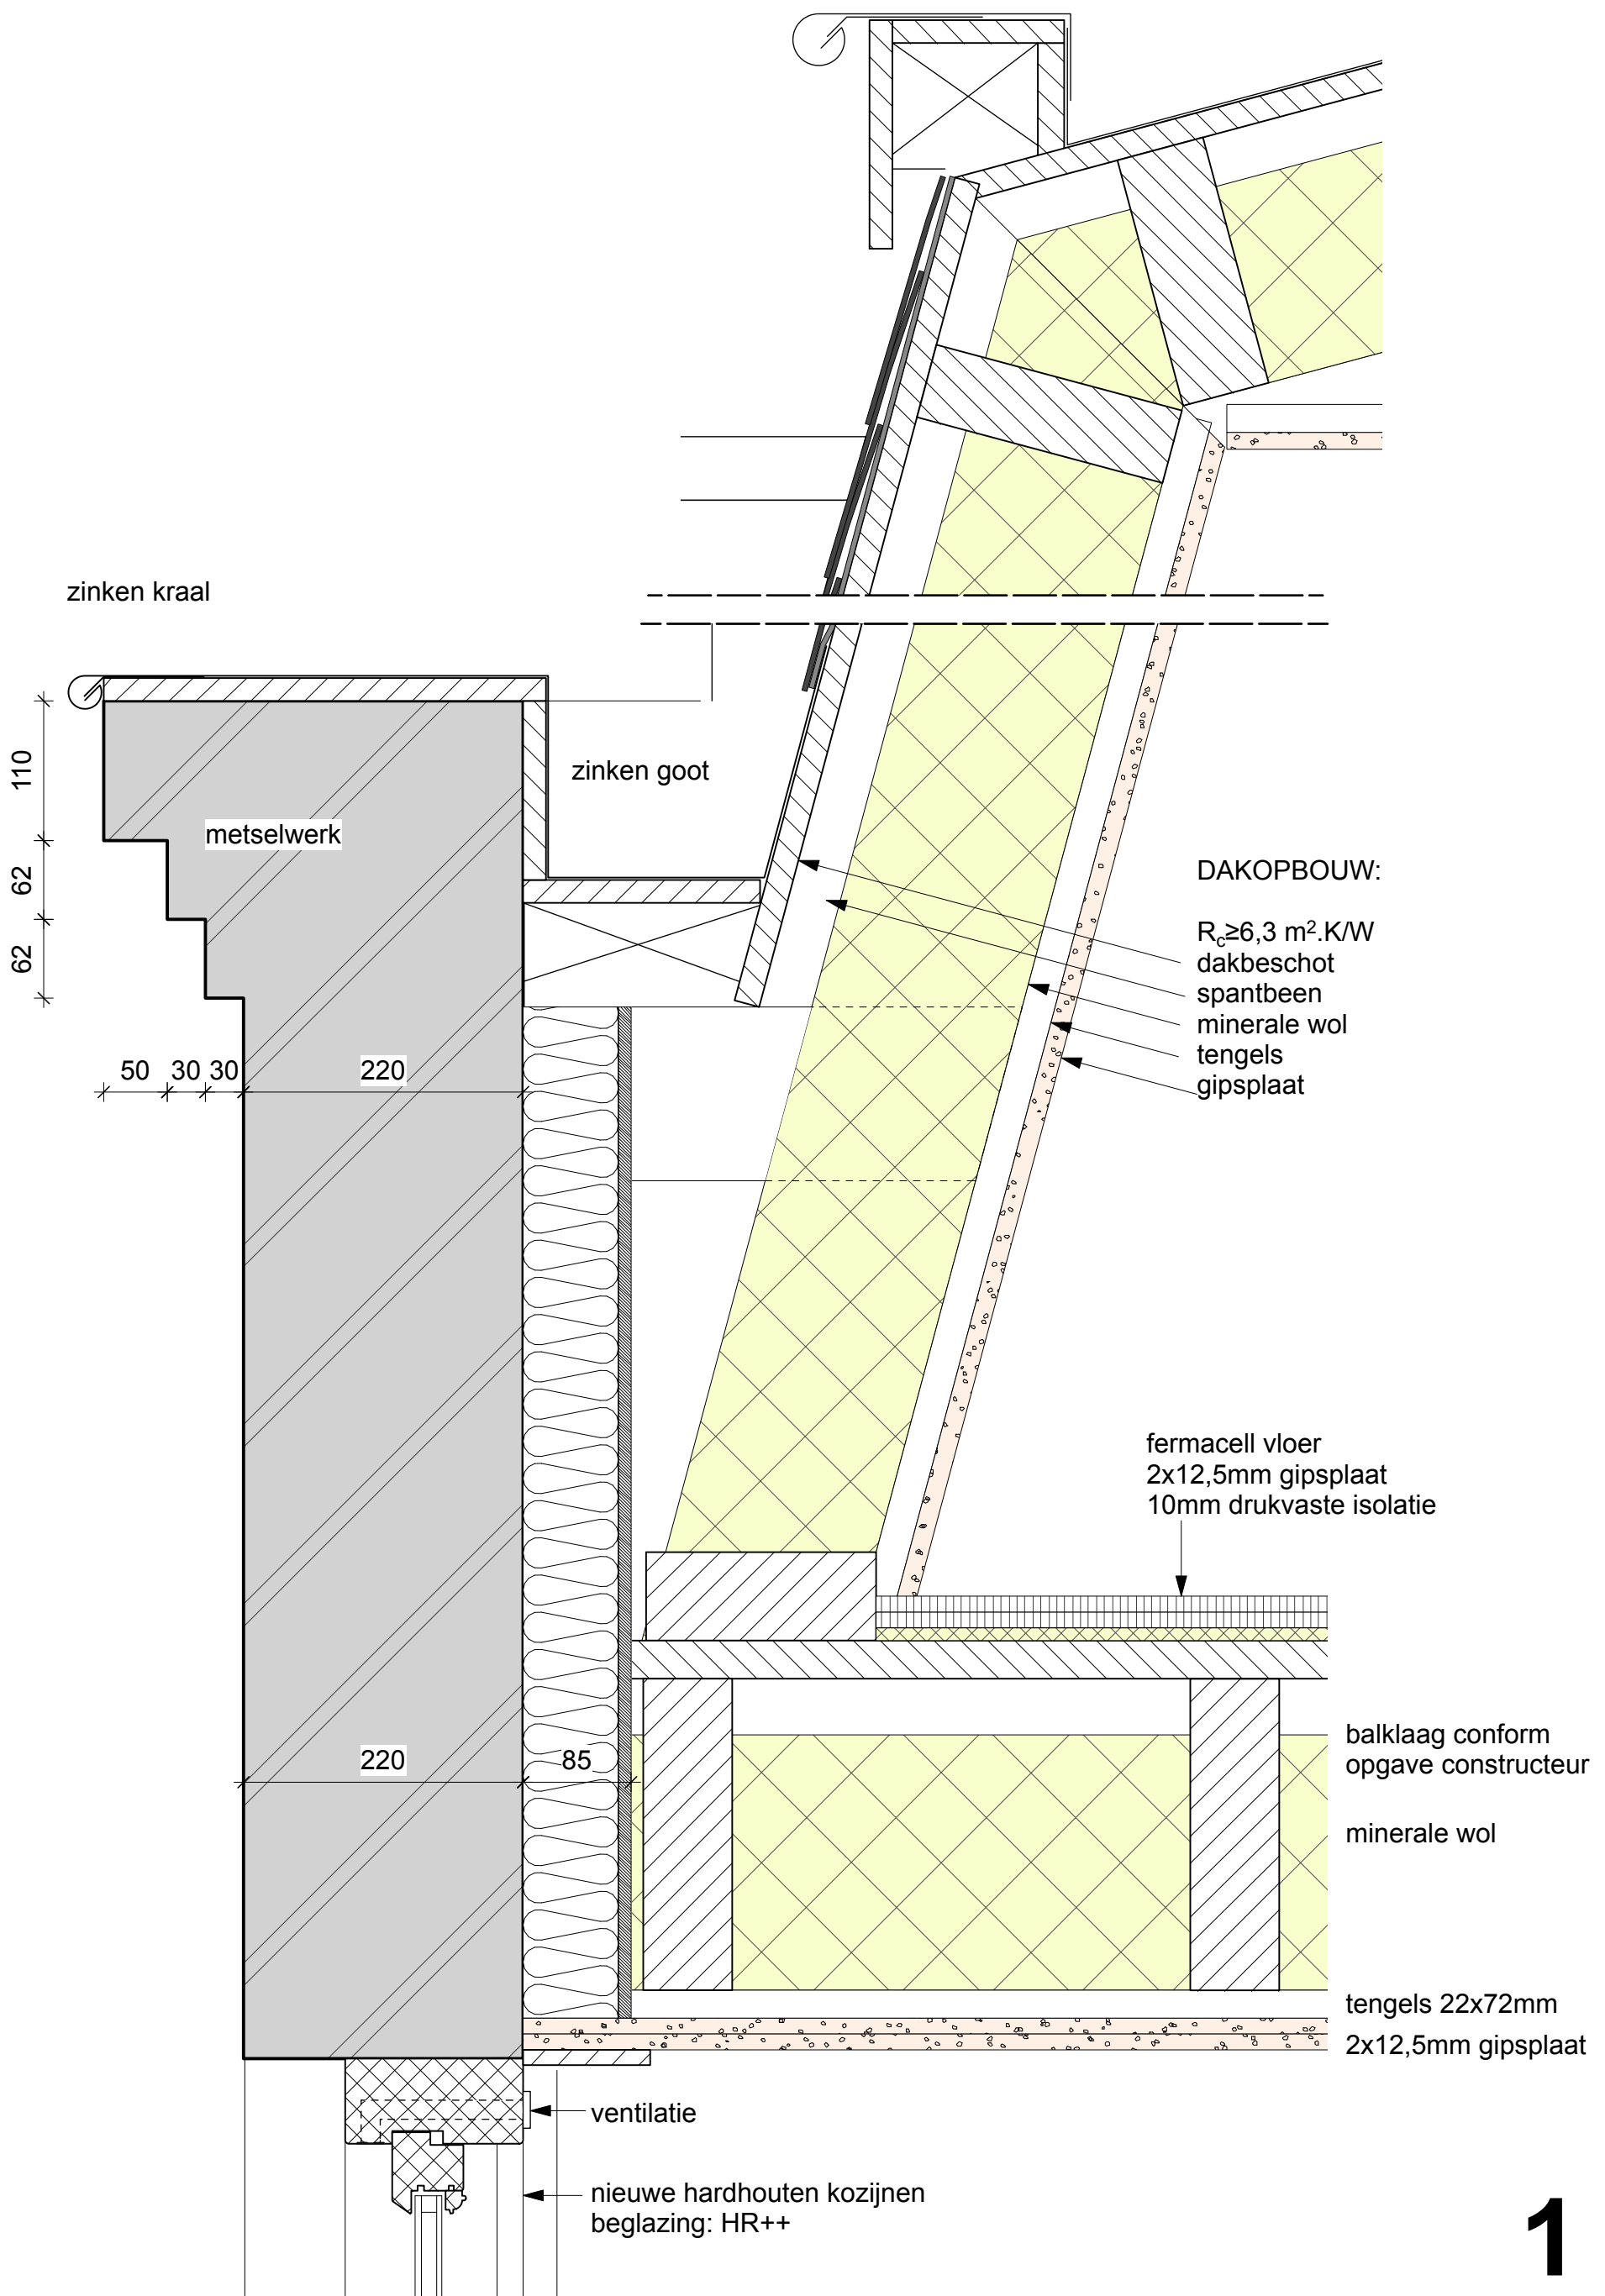 zinken kraal
110
62
62
zinken goot
metselwerk
50
30
30
220
DAKOPBOUW:
Rc≥6,3 m².K/W
dakbeschot
spantbeen
minerale wol
tengels
gipsplaat
fermacell vloer
2x12,5mm gipsplaat
10mm drukvaste isolatie
220
85
balklaag conform
opgave constructeur
minerale wol
tengels 22x72mm
2x12,5mm gipsplaat
ventilatie
nieuwe hardhouten kozijnen
beglazing: HR++
1